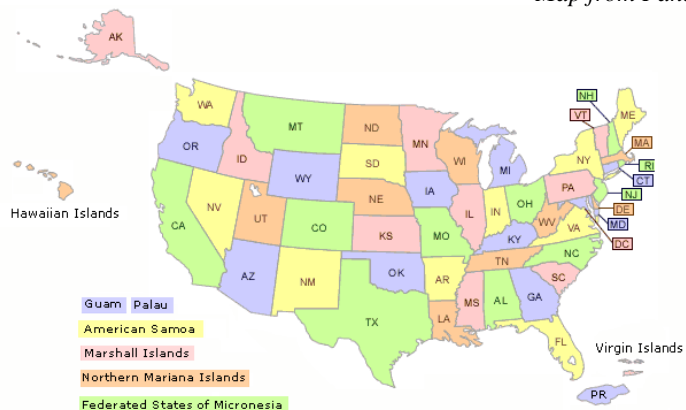 Map from
AK
WA
MT
ND
MN
ME
NH
VT
OR
ID
SD
WI
MI
NY
MA
RI
CT
WY
IA
PA
NJ
NE
IL
IN
OH
DE
MD
DC
Hawaiian Islands
CA
NV
UT
CO
KS
MO
KY
WV
VA
AZ
NM
OK
AR
TN
NC
SC
TX
LA
MS
AL
GA
FL
Guam Palau
American Samoa
Marshall Islands
Northern Mariana Islands
Federated States of Micronesia
Virgin Islands
PR